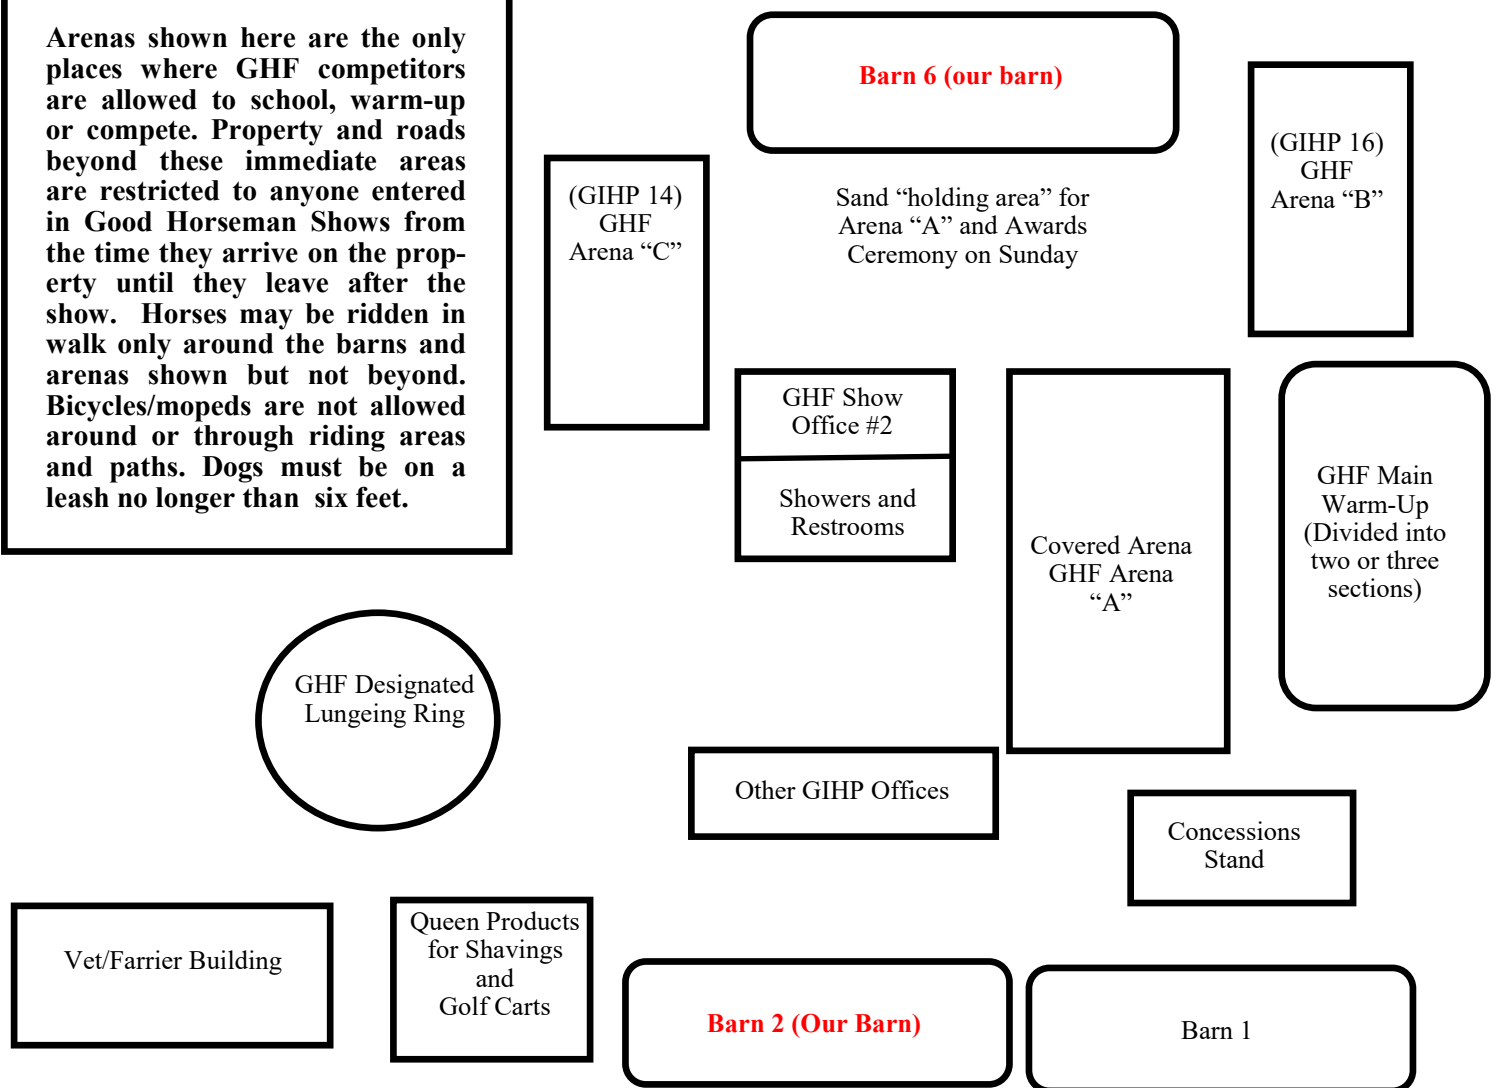 Arenas shown here are the only
places where GHF competitors
are allowed to school, warm-up
or compete. Property and roads
beyond these immediate areas
are restricted to anyone entered
in Good Horseman Shows from
the time they arrive on the prop-
erty until they leave after the
show. Horses may be ridden in
walk only around the barns and
arenas shown but not beyond.
Bicycles/mopeds are not allowed
around or through riding areas
and paths. Dogs must be on a
leash no longer than six feet.
Barn 6 (our barn)
(GIHP 16)
GHF
Arena “B”
(GIHP 14)
GHF
Arena “C”
Sand “holding area” for
Arena “A” and Awards
Ceremony on Sunday
GHF Show
Office #2
Showers and
Restrooms
Covered Arena
GHF Arena
“A”
GHF Main
Warm-Up
(Divided into
two or three
sections)
GHF Designated
Lungeing Ring
Other GIHP Offices
Concessions
Stand
Vet/Farrier Building
Queen Products
for Shavings
and
Golf Carts
Barn 2 (Our Barn)
Barn 1